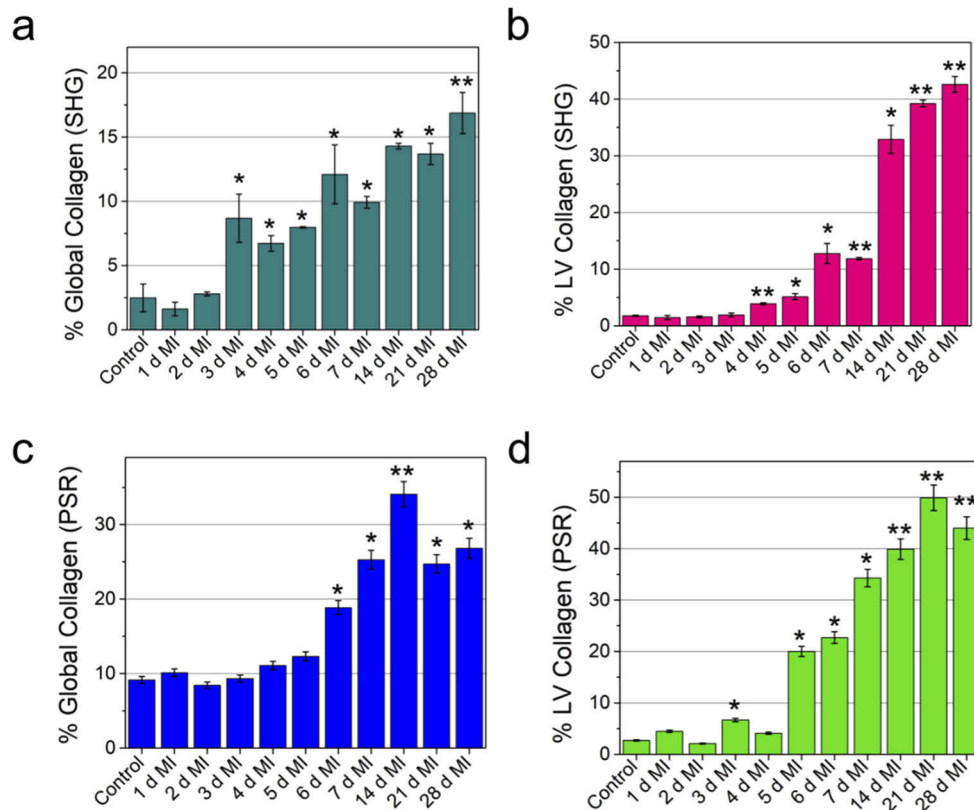 a
% Global Collagen (SHG)
20
15
10
5
0
*
*
*
*
*
*
*
**
Control
1 d MI
2 d MI
3 d MI
4 d MI
5 d MI
6 d MI
7 d MI
14 d MI
21 d MI
28 d MI
b
% LV Collagen (SHG)
50
40
30
20
10
0
**
*
*
**
*
**
**
Control
1 d MI
2 d MI
3 d MI
4 d MI
5 d MI
6 d MI
7 d MI
14 d MI
21 d MI
28 d MI
c
% Global Collagen (PSR)
30
20
10
0
*
*
**
*
*
Control
1 d MI
2 d MI
3 d MI
4 d MI
5 d MI
6 d MI
7 d MI
14 d MI
21 d MI
28 d MI
d
% LV Collagen (PSR)
50
40
30
20
10
0
*
*
*
*
**
**
**
Control
1 d MI
2 d MI
3 d MI
4 d MI
5 d MI
6 d MI
7 d MI
14 d MI
21 d MI
28 d MI